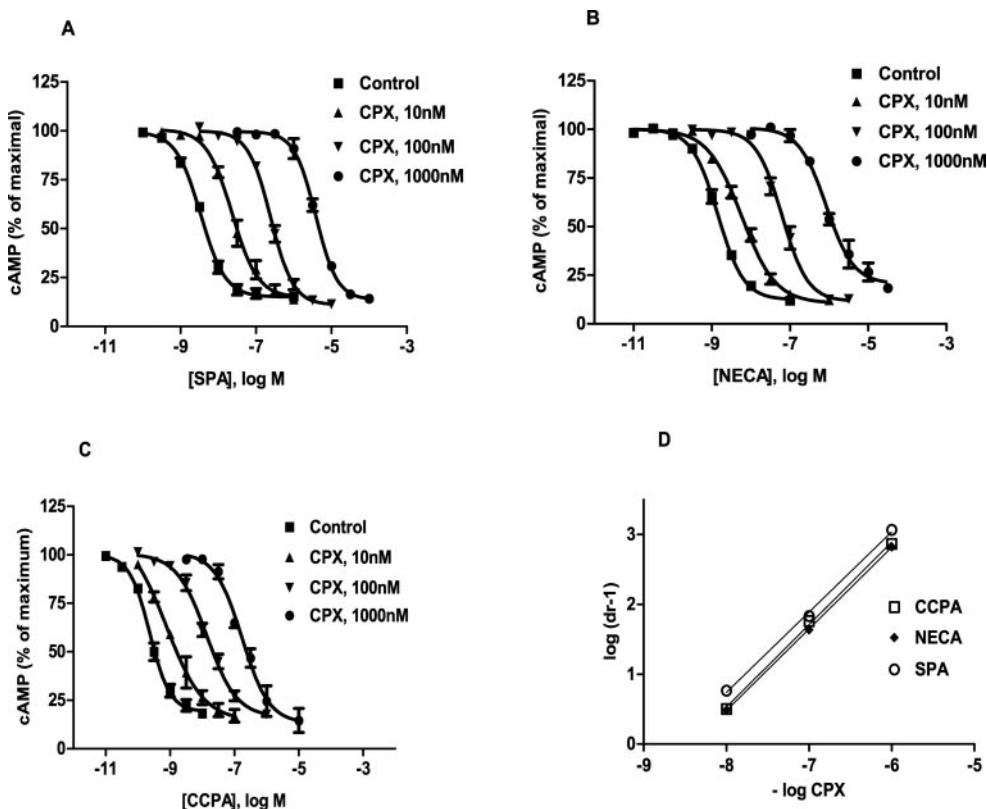 A
Control
CPX, 10nM
CPX, 100nM
CPX, 1000nM
cAMP (% of maximal)
125
100
75
50
25
0
-11
-9
-7
-5
-3
[SPA], log M
B
Control
CPX, 10nM
CPX, 100nM
CPX, 1000nM
cAMP (% of maximal)
125
100
75
50
25
0
-11
-9
-7
-5
-3
[NECA], log M
C
Control
CPX, 10nM
CPX, 100nM
CPX, 1000nM
cAMP (% of maximum)
125
100
75
50
25
0
-11
-9
-7
-5
-3
[CCPA], log M
D
log (dr-1)
3
2
1
0
CCPA
NECA
SPA
-9
-8
-7
-6
-5
- log CPX